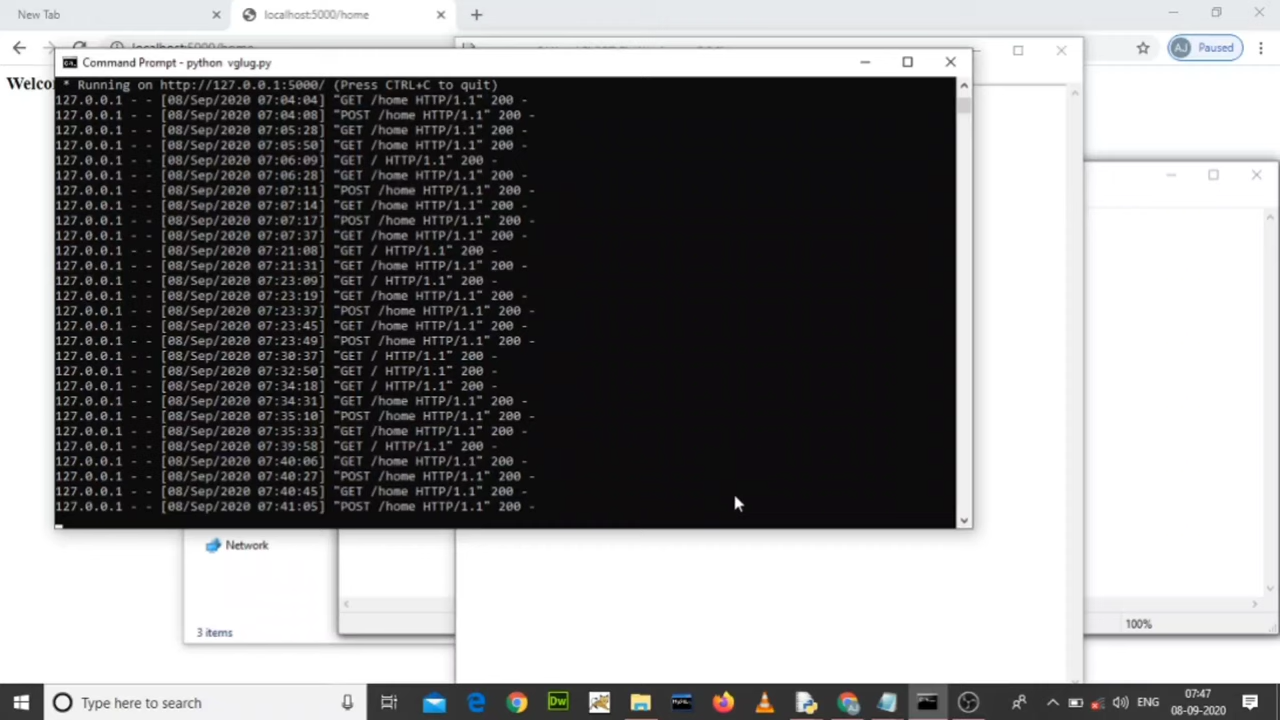 New Tab
localhost:5000/home
localhost:5000/home
AJ Paused
Welco
Command Prompt - python vglug.py
* Running on http://127.0.0.1:5000/ (Press CTRL+C to quit)
127.0.0.1 - - [08/Sep/2020 07:04:04] "GET /home HTTP/1.1" 200 -
127.0.0.1 - - [08/Sep/2020 07:04:08] "POST /home HTTP/1.1" 200 -
127.0.0.1 - - [08/Sep/2020 07:05:28] "GET /home HTTP/1.1" 200 -
127.0.0.1 - - [08/Sep/2020 07:05:50] "GET /home HTTP/1.1" 200 -
127.0.0.1 - - [08/Sep/2020 07:06:09] "GET / HTTP/1.1" 200 -
127.0.0.1 - - [08/Sep/2020 07:06:28] "GET /home HTTP/1.1" 200 -
127.0.0.1 - - [08/Sep/2020 07:07:11] "POST /home HTTP/1.1" 200 -
127.0.0.1 - - [08/Sep/2020 07:07:14] "GET /home HTTP/1.1" 200 -
127.0.0.1 - - [08/Sep/2020 07:07:17] "POST /home HTTP/1.1" 200 -
127.0.0.1 - - [08/Sep/2020 07:07:37] "GET /home HTTP/1.1" 200 -
127.0.0.1 - - [08/Sep/2020 07:21:08] "GET / HTTP/1.1" 200 -
127.0.0.1 - - [08/Sep/2020 07:21:31] "GET /home HTTP/1.1" 200 -
127.0.0.1 - - [08/Sep/2020 07:23:09] "GET / HTTP/1.1" 200 -
127.0.0.1 - - [08/Sep/2020 07:23:19] "GET /home HTTP/1.1" 200 -
127.0.0.1 - - [08/Sep/2020 07:23:37] "POST /home HTTP/1.1" 200 -
127.0.0.1 - - [08/Sep/2020 07:23:45] "GET /home HTTP/1.1" 200 -
127.0.0.1 - - [08/Sep/2020 07:23:49] "POST /home HTTP/1.1" 200 -
127.0.0.1 - - [08/Sep/2020 07:30:37] "GET / HTTP/1.1" 200 -
127.0.0.1 - - [08/Sep/2020 07:32:50] "GET / HTTP/1.1" 200 -
127.0.0.1 - - [08/Sep/2020 07:34:18] "GET / HTTP/1.1" 200 -
127.0.0.1 - - [08/Sep/2020 07:34:31] "GET /home HTTP/1.1" 200 -
127.0.0.1 - - [08/Sep/2020 07:35:10] "POST /home HTTP/1.1" 200 -
127.0.0.1 - - [08/Sep/2020 07:35:33] "GET /home HTTP/1.1" 200 -
127.0.0.1 - - [08/Sep/2020 07:39:58] "GET / HTTP/1.1" 200 -
127.0.0.1 - - [08/Sep/2020 07:40:06] "GET /home HTTP/1.1" 200 -
127.0.0.1 - - [08/Sep/2020 07:40:27] "POST /home HTTP/1.1" 200 -
127.0.0.1 - - [08/Sep/2020 07:40:45] "GET /home HTTP/1.1" 200 -
127.0.0.1 - - [08/Sep/2020 07:41:05] "POST /home HTTP/1.1" 200 -
Network
3 items
100%
Type here to search
Dw
ENG
07:47
08-09-2020